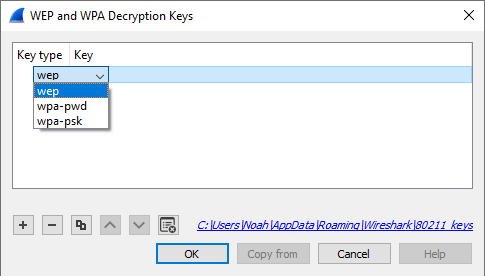 WEP and WPA Decryption Keys
Key type Key
wep
wep
wpa-pwd
wpa-psk
C:\Users\Noah\AppData\Roaming\Wireshark\80211_keys
OK Copy from Cancel Help